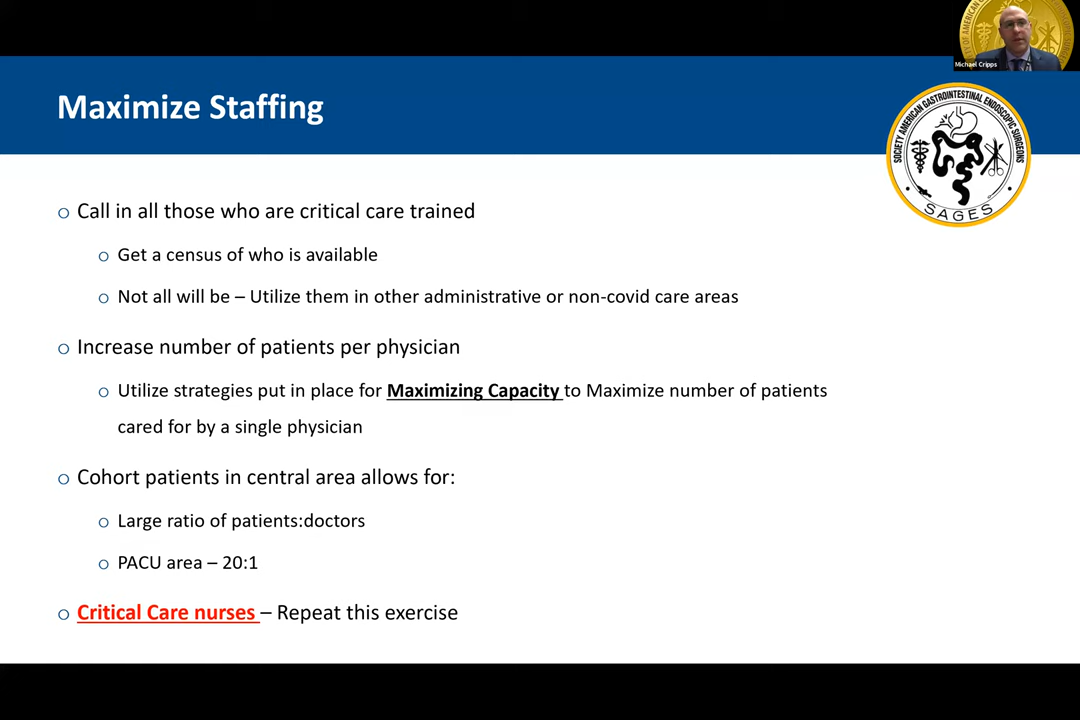 Michael Cripps
Maximize Staffing
SOCIETY AMERICAN GASTROINTESTINAL ENDOSCOPIC SURGEONS
SAGES
o Call in all those who are critical care trained
o Get a census of who is available
o Not all will be – Utilize them in other administrative or non-covid care areas
o Increase number of patients per physician
o Utilize strategies put in place for Maximizing Capacity to Maximize number of patients
cared for by a single physician
o Cohort patients in central area allows for:
o Large ratio of patients:doctors
o PACU area – 20:1
o Critical Care nurses – Repeat this exercise